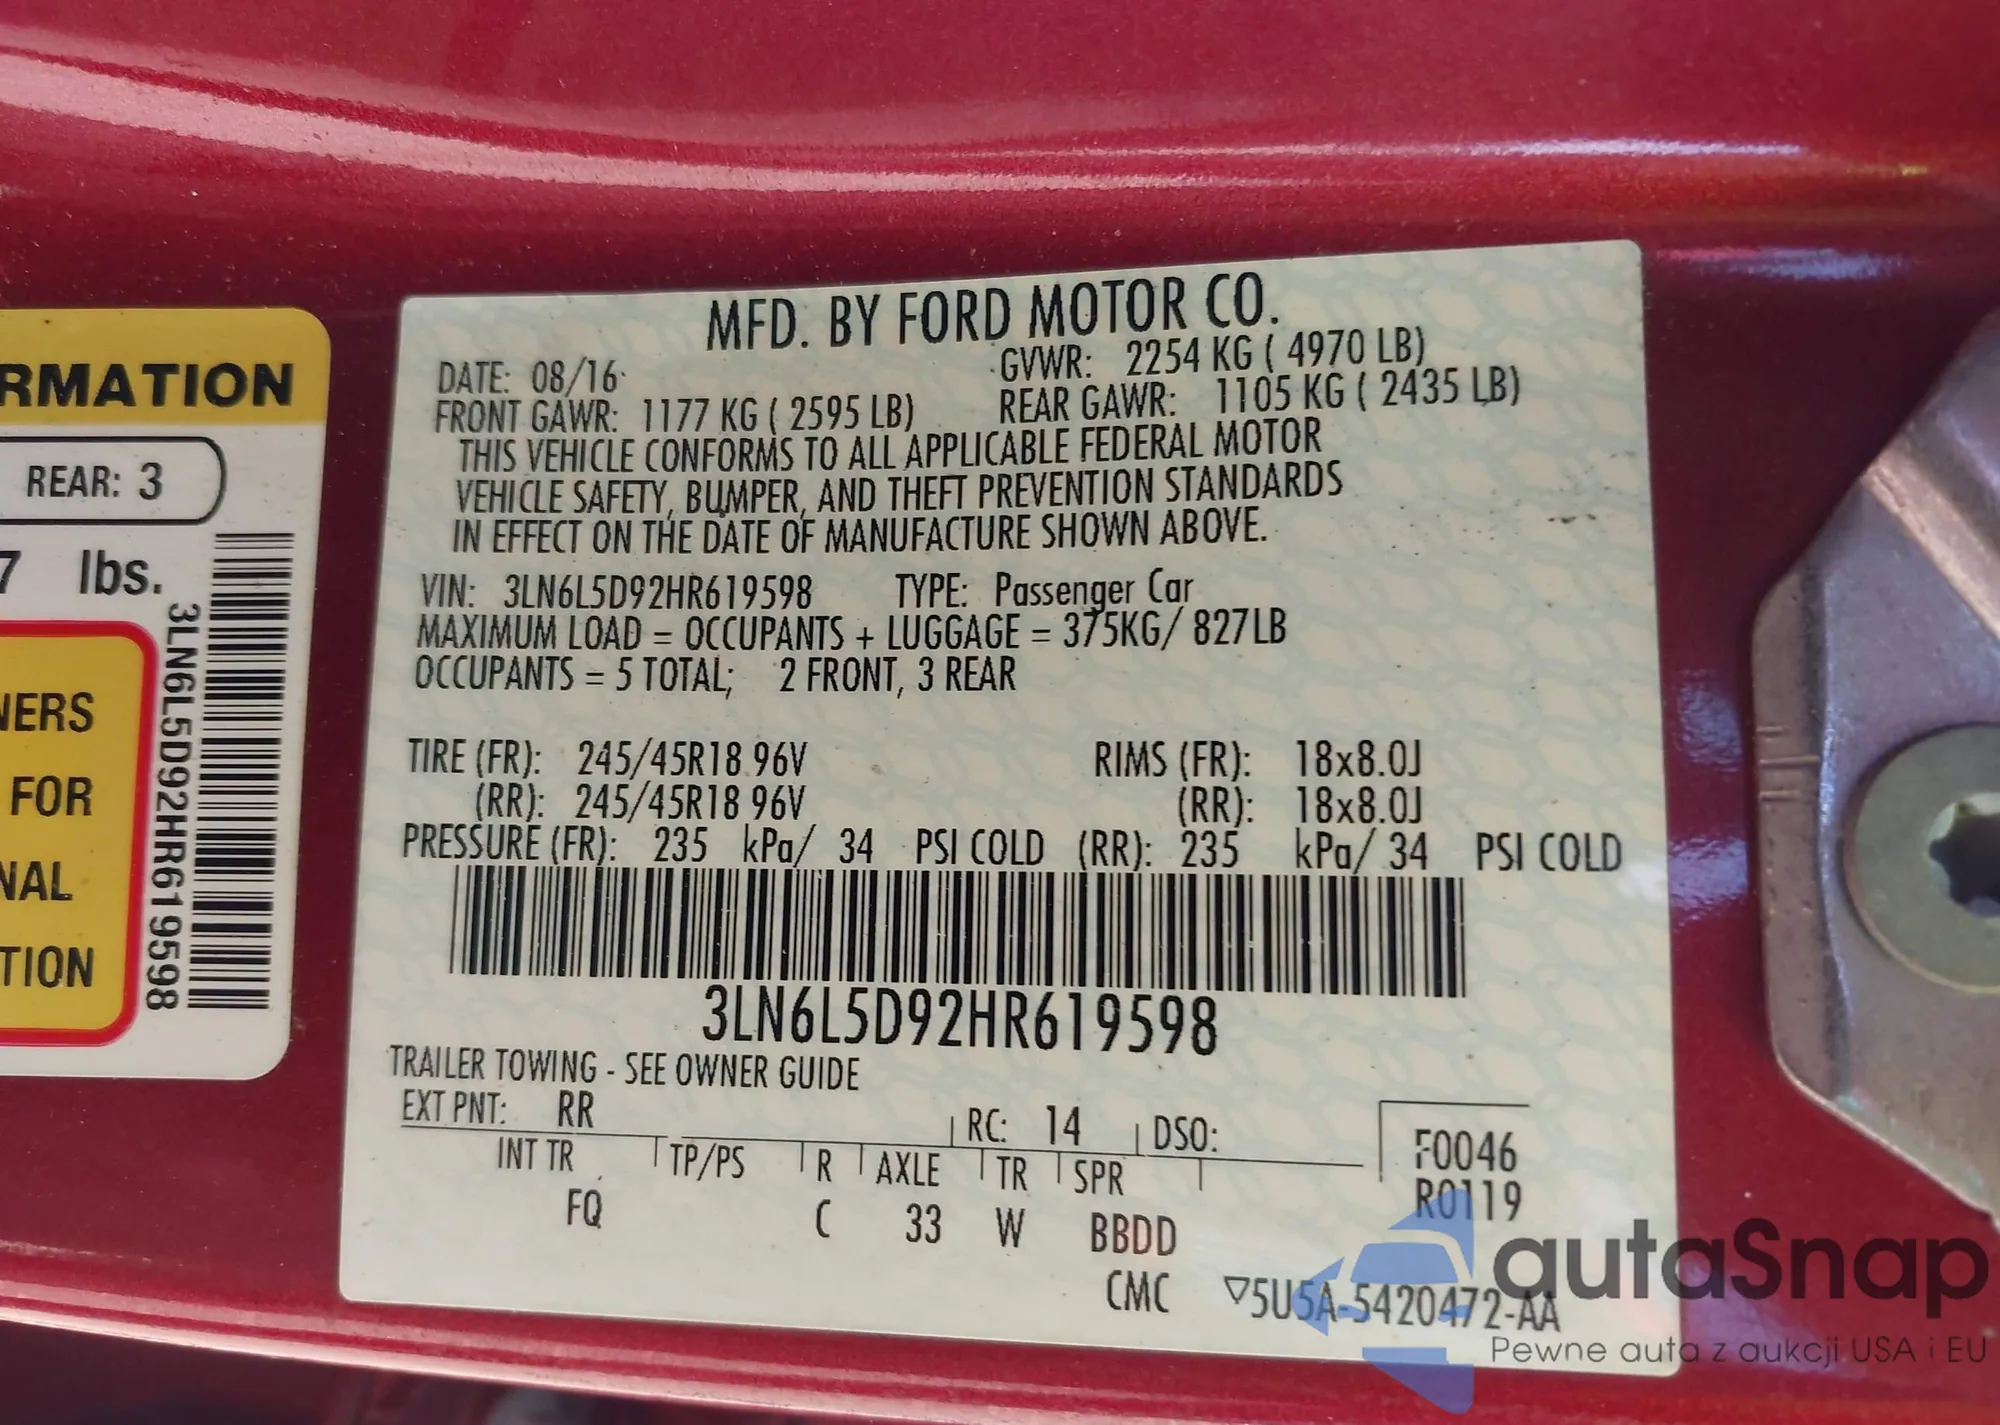 RMATION
REAR: 3
7 lbs.
NERS
FOR
NAL
TION
3LN6L5D92HR619598
MFD. BY FORD MOTOR CO.
DATE: 08/16 GVWR: 2254 KG ( 4970 LB)
FRONT GAWR: 1177 KG ( 2595 LB) REAR GAWR: 1105 KG ( 2435 LB)
THIS VEHICLE CONFORMS TO ALL APPLICABLE FEDERAL MOTOR
VEHICLE SAFETY, BUMPER, AND THEFT PREVENTION STANDARDS
IN EFFECT ON THE DATE OF MANUFACTURE SHOWN ABOVE.
VIN: 3LN6L5D92HR619598 TYPE: Passenger Car
MAXIMUM LOAD = OCCUPANTS + LUGGAGE = 375KG/ 827LB
OCCUPANTS = 5 TOTAL; 2 FRONT, 3 REAR
TIRE (FR): 245/45R18 96V RIMS (FR): 18x8.0J
(RR): 245/45R18 96V (RR): 18x8.0J
PRESSURE (FR): 235 kPa/ 34 PSI COLD (RR): 235 kPa/ 34 PSI COLD
3LN6L5D92HR619598
TRAILER TOWING - SEE OWNER GUIDE
EXT PNT: RR RC: 14 DSO: F0046
INT TR TP/PS R AXLE TR SPR R0119
FQ C 33 W BBDD
CMC ▽5U5A-5420472-AA
autaSnap
Pewne auta z aukcji USA i EU